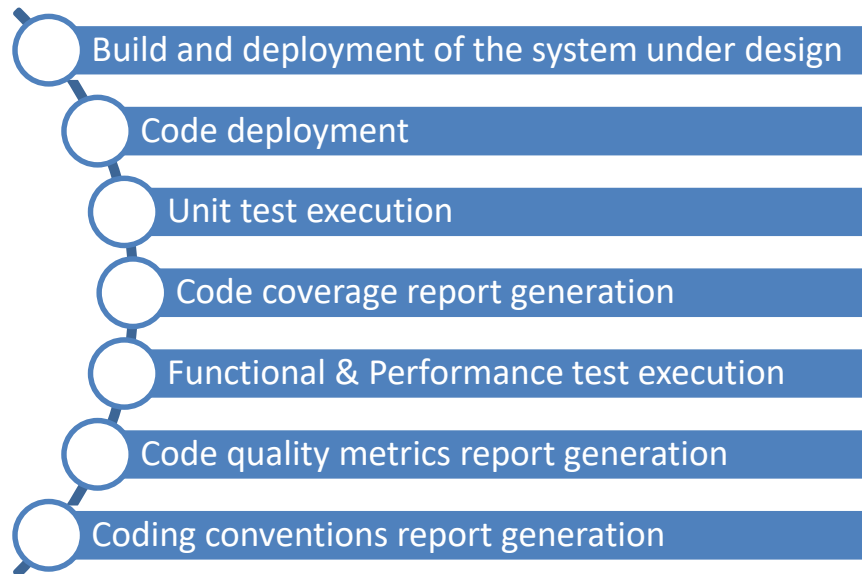 Build and deployment of the system under design
Code deployment
Unit test execution
Code coverage report generation
Functional & Performance test execution
Code quality metrics report generation
Coding conventions report generation